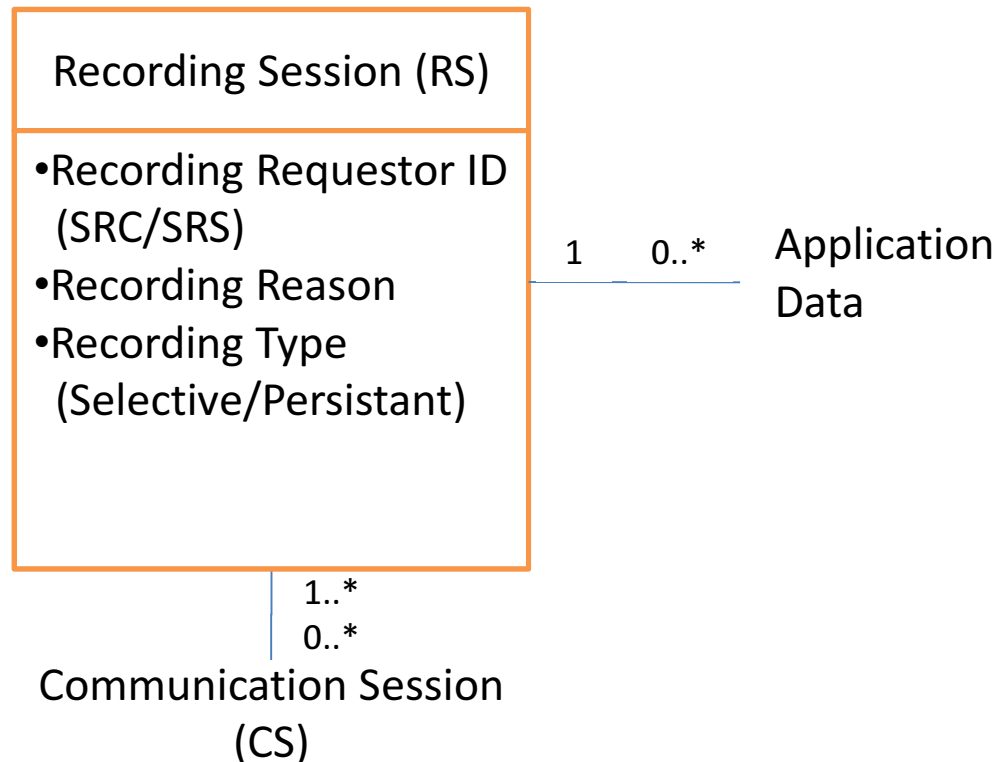 Recording Session (RS)
•Recording Requestor ID
(SRC/SRS)
•Recording Reason
•Recording Type
(Selective/Persistant)
1 0..*
Application
Data
1..*
0..*
Communication Session
(CS)